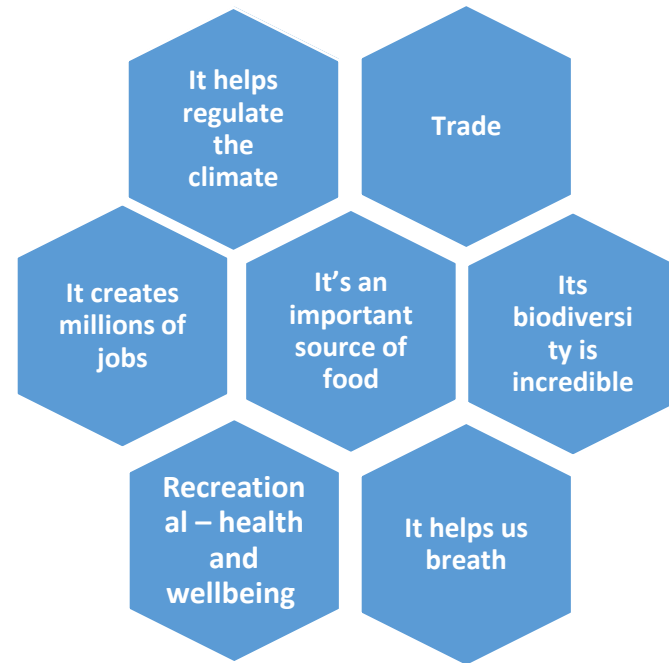 It helps
regulate
the
climate
Trade
It creates
millions of
jobs
It's an
important
source of
food
Its
biodiversi
ty is
incredible
Recreation
al – health
and
wellbeing
It helps us
breath